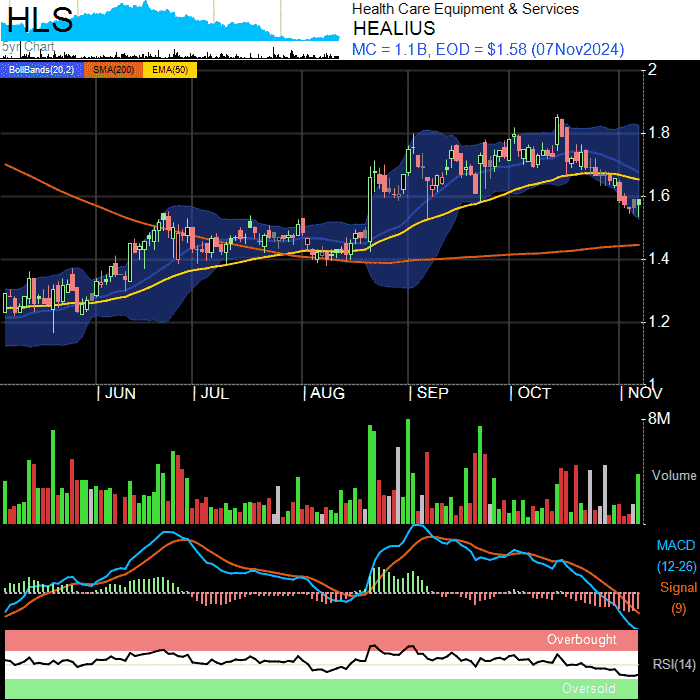 HLS
5yr Chart
Health Care Equipment & Services
HEALIUS
MC = 1.1B, EOD = $1.58 (07Nov2024)
BollBands(20,2) SMA(200) EMA(50)
2
1.8
1.6
1.4
1.2
1
JUN JUL AUG SEP OCT NOV
8M
Volume
MACD
(12-26)
Signal
(9)
Overbought
RSI(14)
Oversold